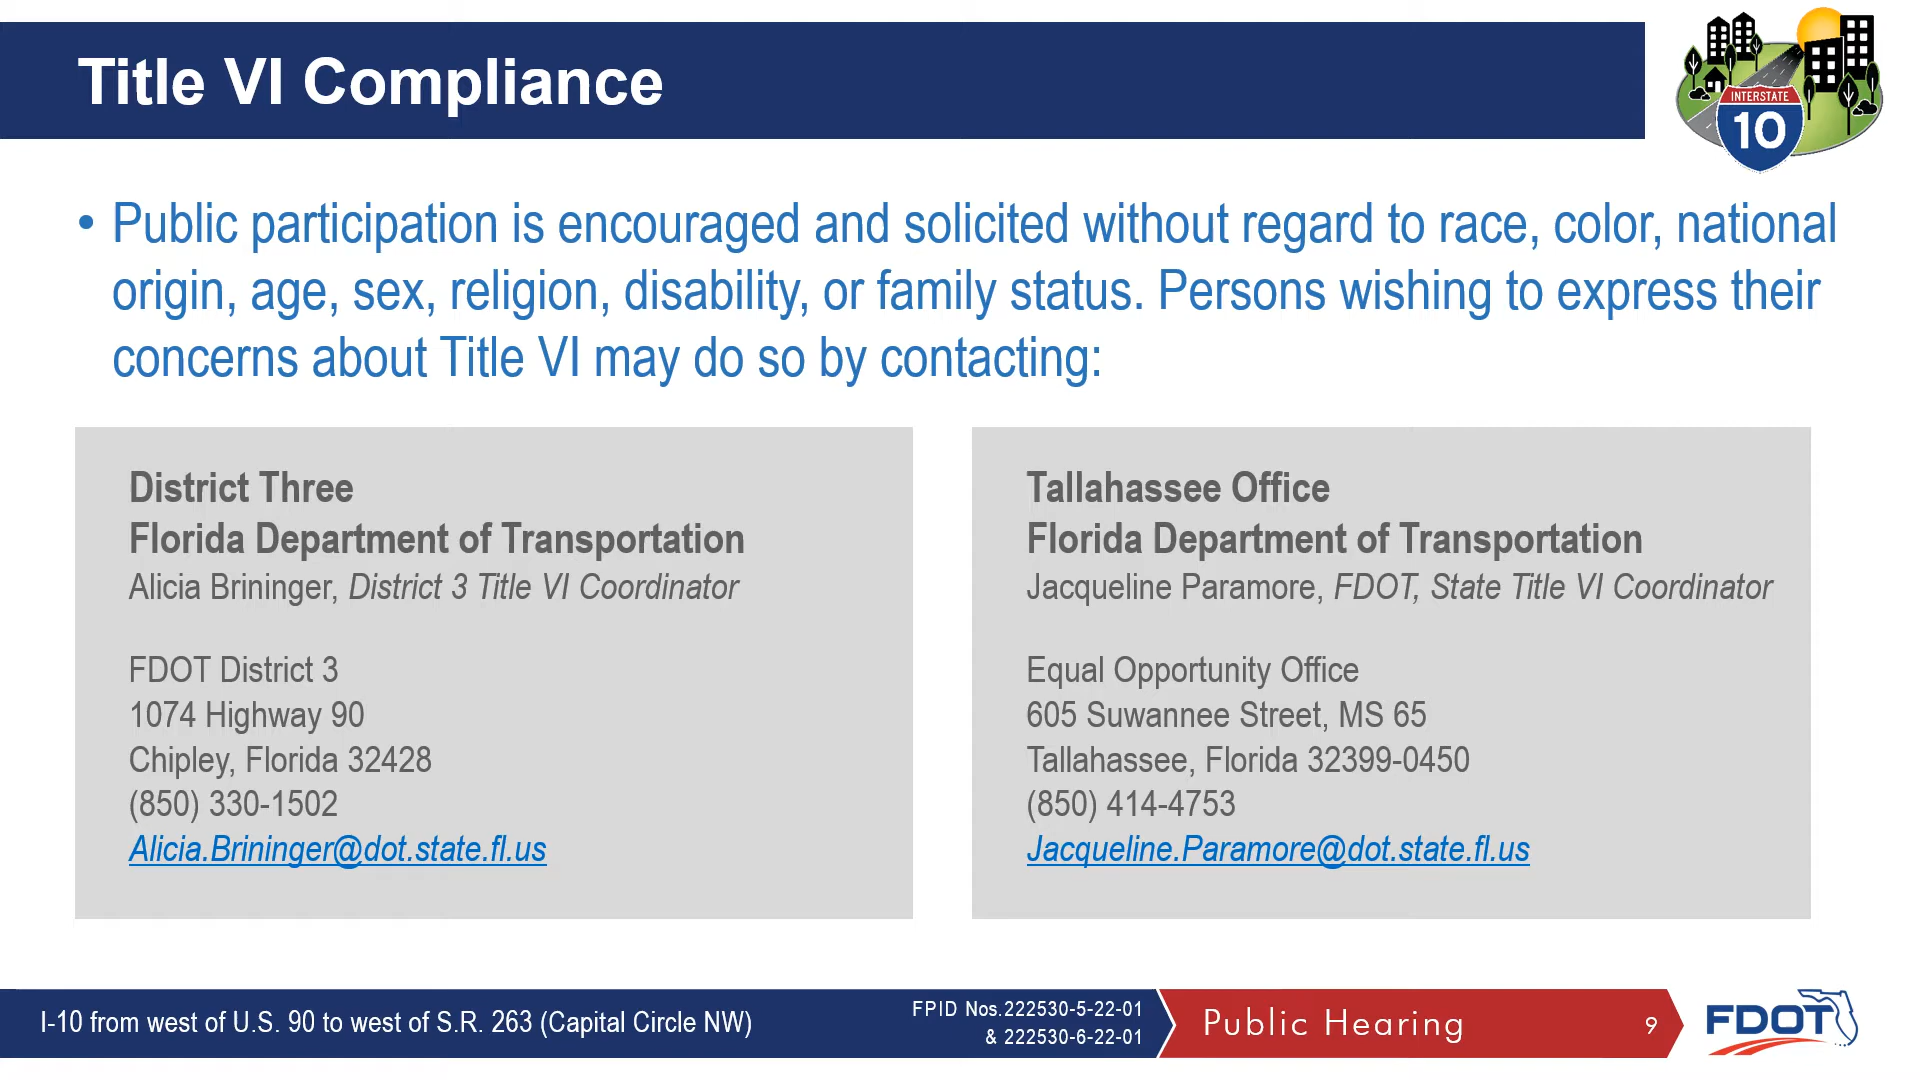 Title VI Compliance
INTERSTATE
10
• Public participation is encouraged and solicited without regard to race, color, national
origin, age, sex, religion, disability, or family status. Persons wishing to express their
concerns about Title VI may do so by contacting:
District Three
Florida Department of Transportation
Alicia Brininger, District 3 Title VI Coordinator
FDOT District 3
1074 Highway 90
Chipley, Florida 32428
(850) 330-1502
Alicia.Brininger@dot.state.fl.us
Tallahassee Office
Florida Department of Transportation
Jacqueline Paramore, FDOT, State Title VI Coordinator
Equal Opportunity Office
605 Suwannee Street, MS 65
Tallahassee, Florida 32399-0450
(850) 414-4753
Jacqueline.Paramore@dot.state.fl.us
I-10 from west of U.S. 90 to west of S.R. 263 (Capital Circle NW)
FPID Nos.222530-5-22-01
& 222530-6-22-01
Public Hearing
9
FDOT